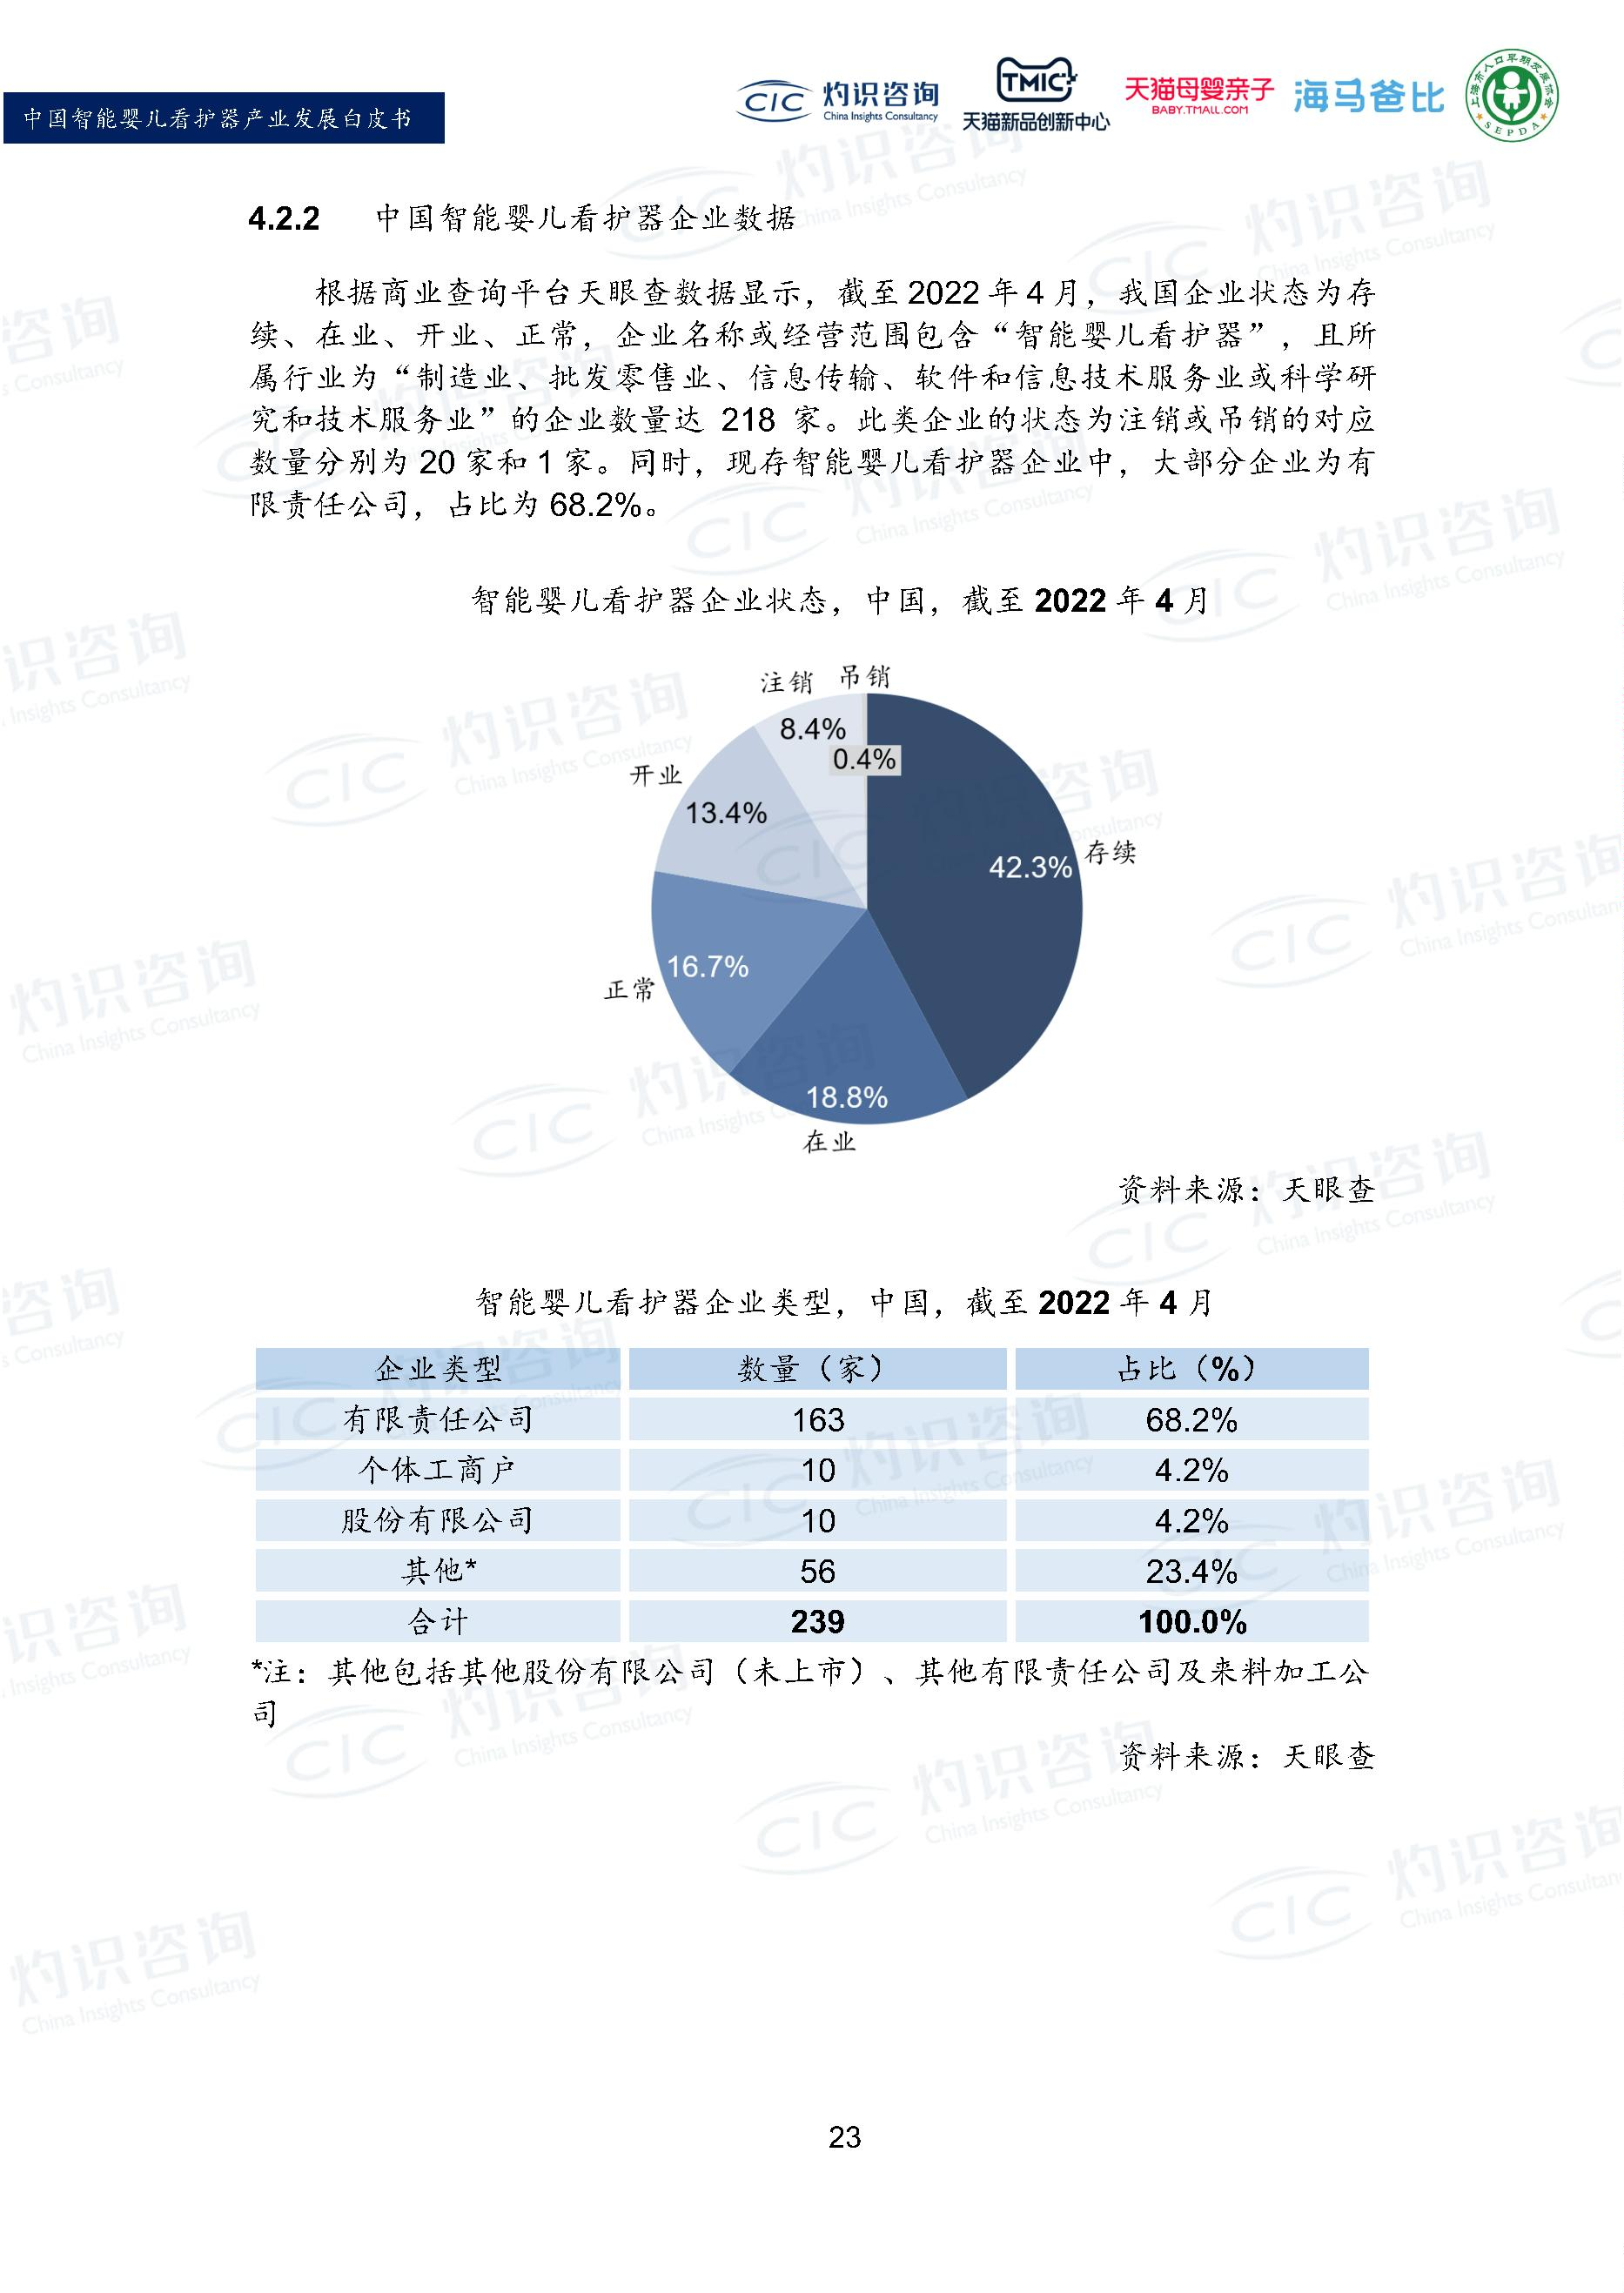 中国智能婴儿看护器产业发展白皮书
CIC 灼识咨询
China Insights Consultancy
TMIC
天猫新品创新中心
天猫母婴亲子
BABY.TMALL.COM
海马爸比
上海市人口早期发展协会
SEPDA
4.2.2 中国智能婴儿看护器企业数据
根据商业查询平台天眼查数据显示，截至 2022 年 4 月，我国企业状态为存
续、在业、开业、正常，企业名称或经营范围包含“智能婴儿看护器”，且所
属行业为“制造业、批发零售业、信息传输、软件和信息技术服务业或科学研
究和技术服务业”的企业数量达 218 家。此类企业的状态为注销或吊销的对应
数量分别为 20 家和 1 家。同时，现存智能婴儿看护器企业中，大部分企业为有
限责任公司，占比为 68.2%。
智能婴儿看护器企业状态，中国，截至 2022 年 4 月
注销 吊销
8.4%
0.4%
开业
13.4%
42.3% 存续
16.7%
正常
18.8%
在业
资料来源：天眼查
智能婴儿看护器企业类型，中国，截至 2022 年 4 月
企业类型 数量（家） 占比（%）
有限责任公司 163 68.2%
个体工商户 10 4.2%
股份有限公司 10 4.2%
其他* 56 23.4%
合计 239 100.0%
*注：其他包括其他股份有限公司（未上市）、其他有限责任公司及来料加工公
司
资料来源：天眼查
23